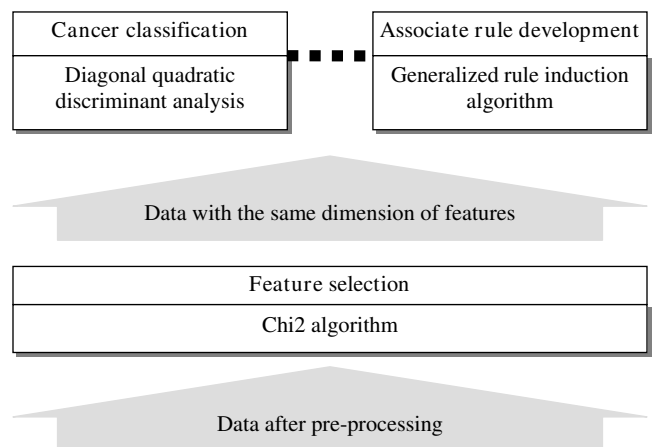 Cancer classification
Diagonal quadratic
discriminant analysis
Associate rule development
Generalized rule induction
algorithm
Data with the same dimension of features
Feature selection
Chi2 algorithm
Data after pre-processing